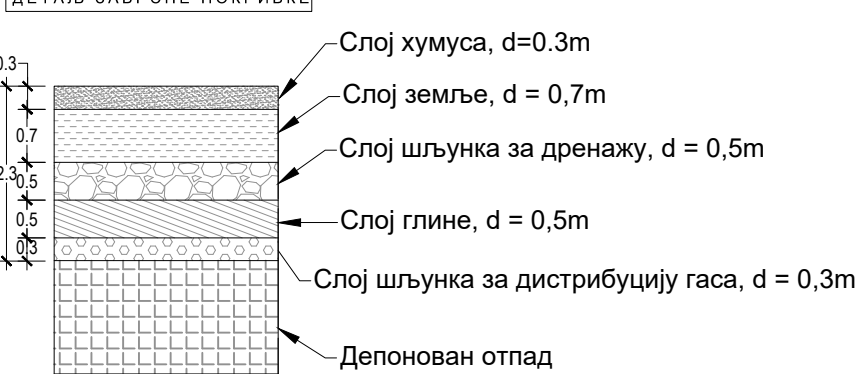 Слој хумуса, d=0.3m
0.3
Слој земље, d = 0,7m
0.7
Слој шљунка за дренажу, d = 0,5m
2.3
0.5
Слој глине, d = 0,5m
0.5
0.3
Слој шљунка за дистрибуцију гаса, d = 0,3m
Депонован отпад